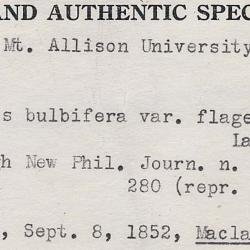 AND AUTHENTIC SPEC
Mt. Allison University
s bulbifera var. flage
La
gh New Phil. Journ. n.
280 (repr.
, Sept. 8, 1852, Macla